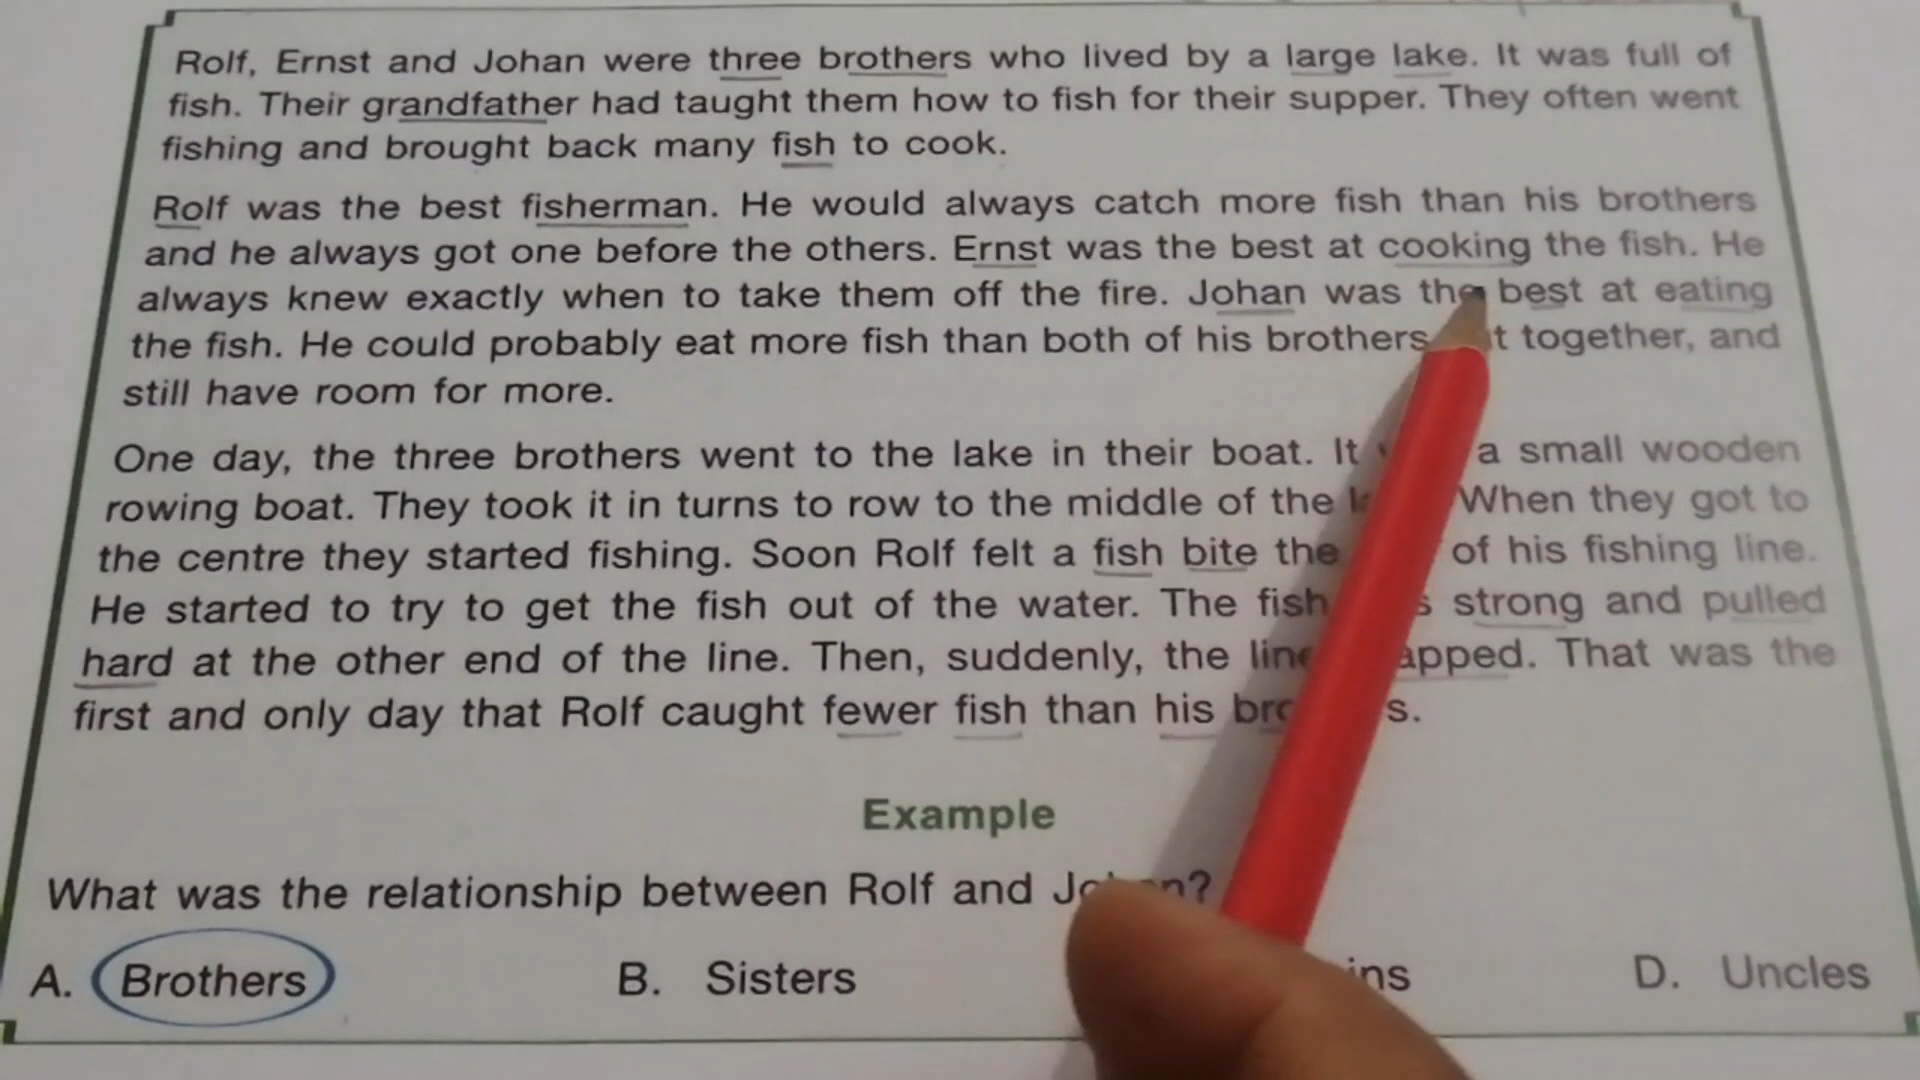 Rolf, Ernst and Johan were three brothers who lived by a large lake. It was full of
fish. Their grandfather had taught them how to fish for their supper. They often went
fishing and brought back many fish to cook.
Rolf was the best fisherman. He would always catch more fish than his brothers
and he always got one before the others. Ernst was the best at cooking the fish. He
always knew exactly when to take them off the fire. Johan was the best at eating
the fish. He could probably eat more fish than both of his brothers together, and
still have room for more.
One day, the three brothers went to the lake in their boat. It a small wooden
rowing boat. They took it in turns to row to the middle of the When they got to
the centre they started fishing. Soon Rolf felt a fish bite the of his fishing line.
He started to try to get the fish out of the water. The fish strong and pulled
hard at the other end of the line. Then, suddenly, the line That was the
first and only day that Rolf caught fewer fish than his
Example
What was the relationship between Rolf and
A. Brothers B. Sisters D. Uncles